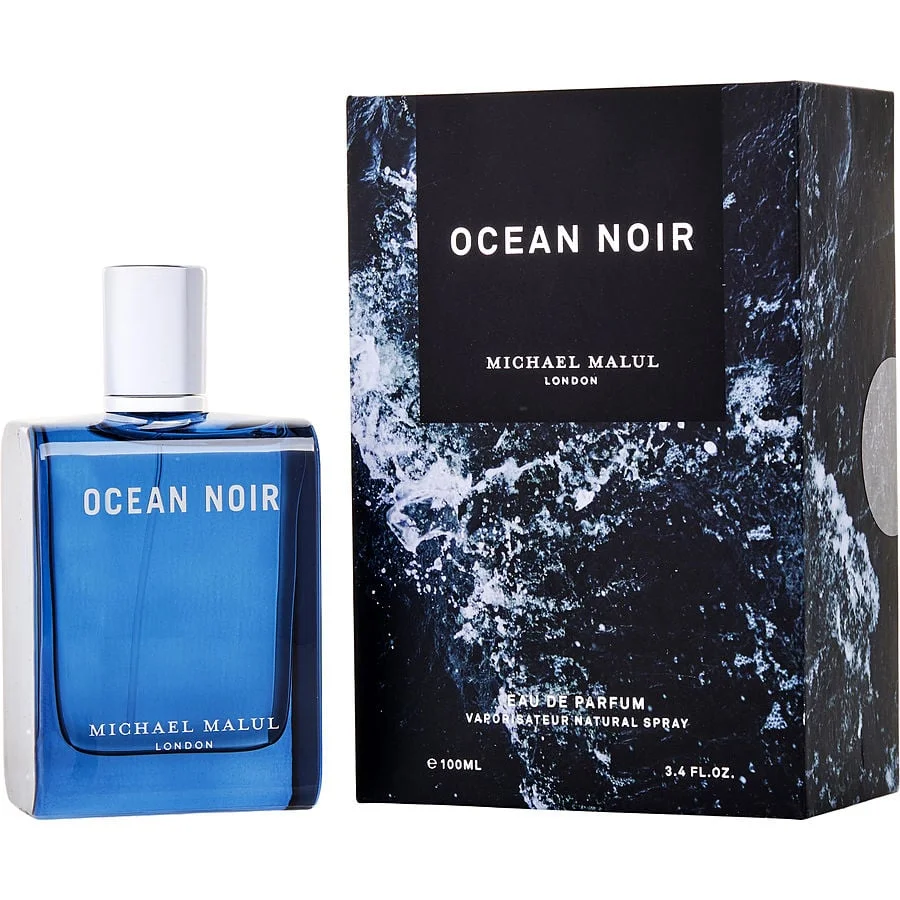 OCEAN NOIR
MICHAEL MALUL
LONDON
OCEAN NOIR
MICHAEL MALUL
LONDON
EAU DE PARFUM
VAPORISATEUR NATURAL SPRAY
℮ 100ML
3.4 FL.OZ.